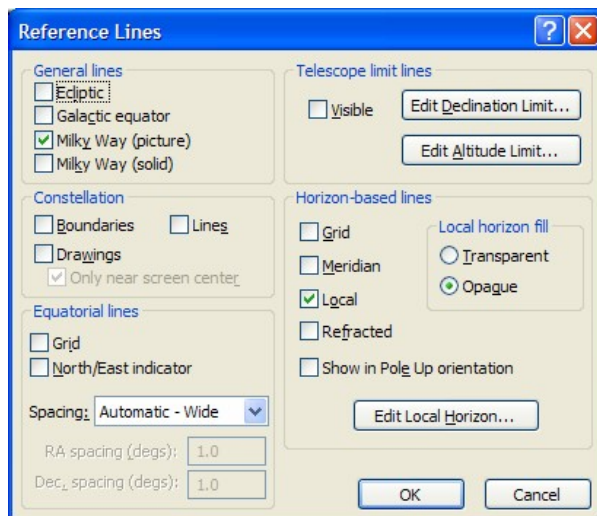 Reference Lines
General lines
Ecliptic
Galactic equator
Milky Way (picture)
Milky Way (solid)
Constellation
Boundaries
Lines
Drawings
Only near screen center
Equatorial lines
Grid
North/East indicator
Spacing:
Automatic - Wide
RA spacing (degs):
1.0
Dec. spacing (degs):
1.0
Telescope limit lines
Visible
Edit Declination Limit...
Edit Altitude Limit...
Horizon-based lines
Grid
Meridian
Local
Refracted
Local horizon fill
Transparent
Opaque
Show in Pole Up orientation
Edit Local Horizon...
OK
Cancel